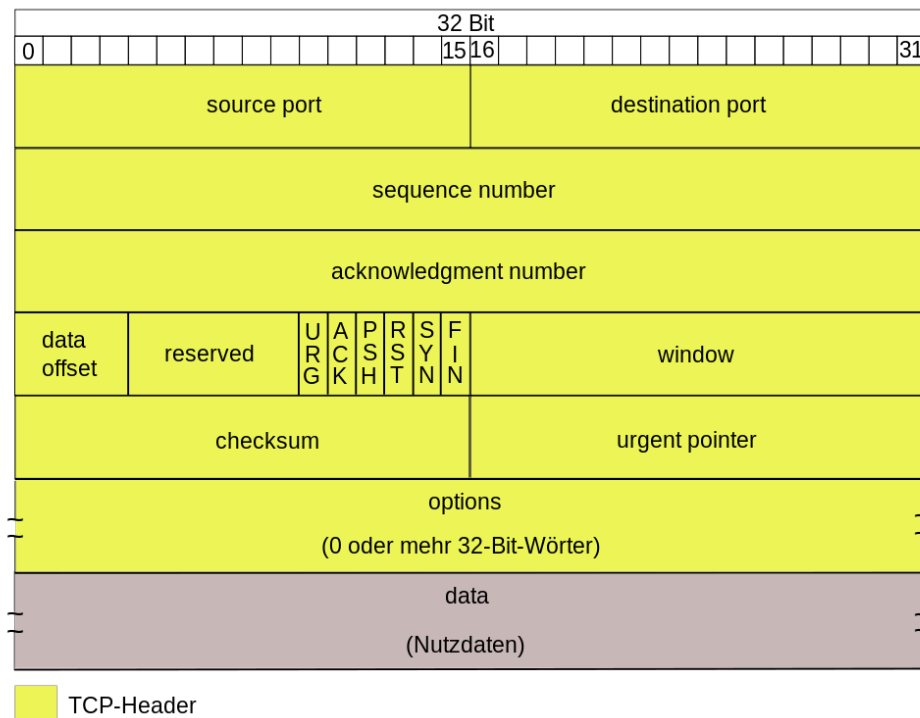 32 Bit
0 15 16 31
source port destination port
sequence number
acknowledgment number
data offset reserved URG ACK PSH RST SYN FIN window
checksum urgent pointer
options
(0 oder mehr 32-Bit-Wörter)
data
(Nutzdaten)
TCP-Header